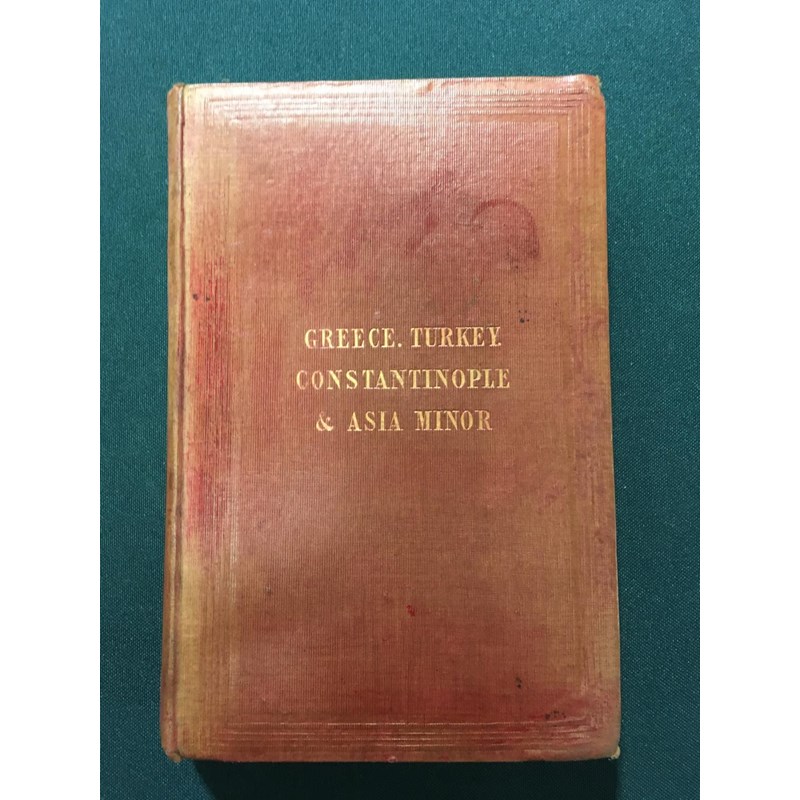 GREECE. TURKEY.
CONSTANTINOPLE
& ASIA MINOR